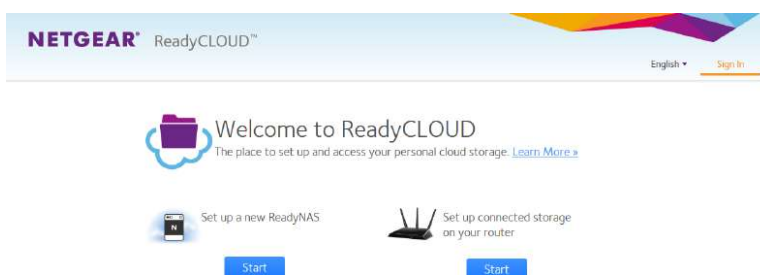 NETGEAR® ReadyCLOUD™
English ▾ Sign In
Welcome to ReadyCLOUD
The place to set up and access your personal cloud storage. Learn More »
Set up a new ReadyNAS
Set up connected storage
on your router
N
Start
Start